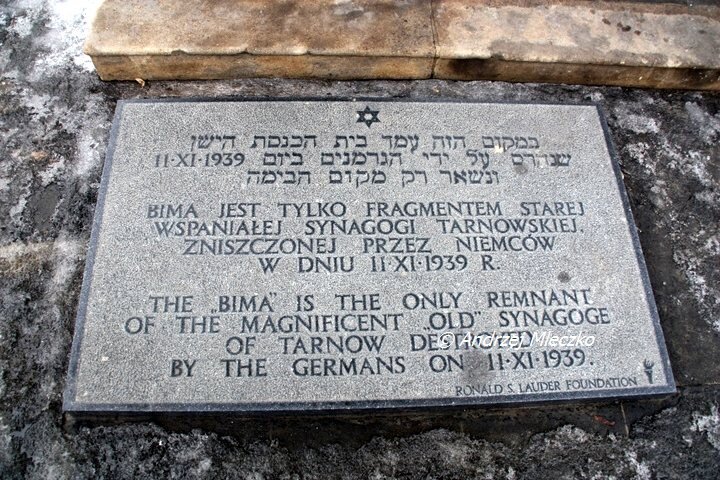 במקום הזה עמד בית הכנסת הישן
שנהרס על ידי הגרמנים ביום 11·XI·1939
ונשאר רק מקום הבימה
BIMA JEST TYLKO FRAGMENTEM STAREJ
WSPANIAŁEJ SYNAGOGI TARNOWSKIEJ,
ZNISZCZONEJ PRZEZ NIEMCÓW
W DNIU 11·XI·1939 R.
THE „BIMA" IS THE ONLY REMNANT
OF THE MAGNIFICENT „OLD" SYNAGOGE
OF TARNOW
BY THE GERMANS ON 11·XI·1939.
RONALD S. LAUDER FOUNDATION
© Andrzej Mleczko